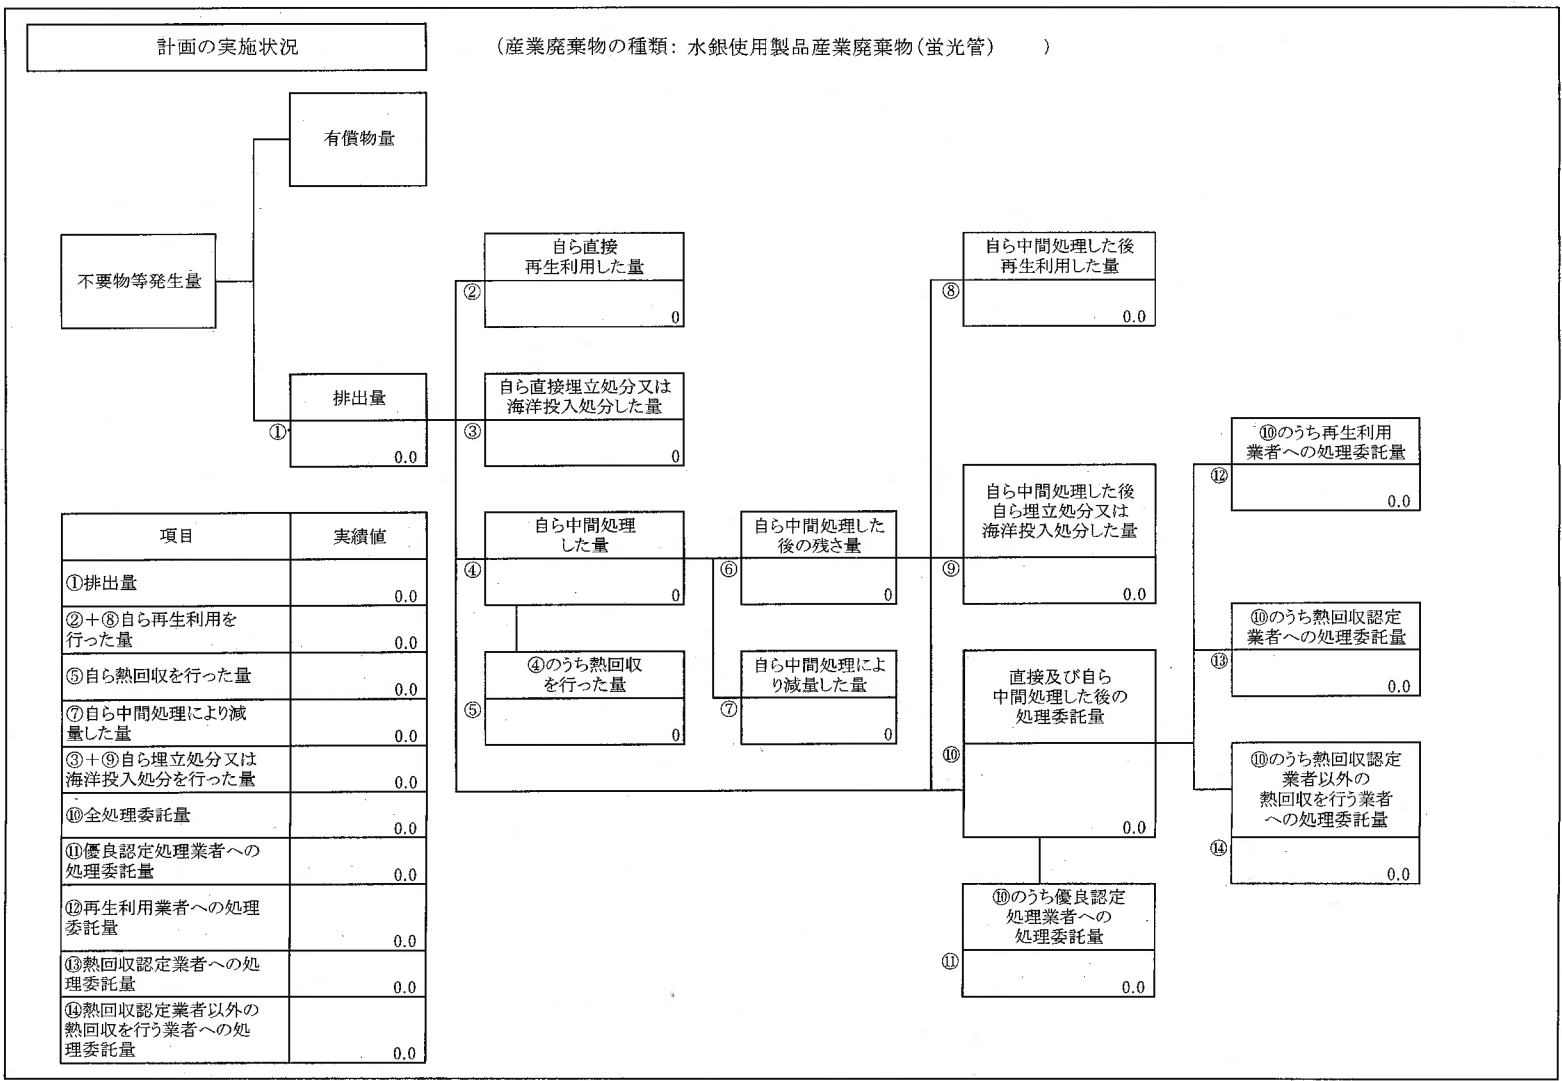 計画の実施状況
(産業廃棄物の種類: 水銀使用製品産業廃棄物(蛍光管) )
有償物量
不要物等発生量
排出量
①
0.0
自ら直接
再生利用した量
②
0
自ら直接埋立処分又は
海洋投入処分した量
③
0
自ら中間処理
した量
④
0
④のうち熱回収
を行った量
⑤
0
自ら中間処理した
後の残さ量
⑥
0
自ら中間処理によ
り減量した量
⑦
0
自ら中間処理した後
再生利用した量
⑧
0.0
自ら中間処理した後
自ら埋立処分又は
海洋投入処分した量
⑨
0.0
直接及び自ら
中間処理した後の
処理委託量
⑩
0.0
⑩のうち優良認定
処理業者への
処理委託量
⑪
0.0
⑩のうち再生利用
業者への処理委託量
⑫
0.0
⑩のうち熱回収認定
業者への処理委託量
⑬
0.0
⑩のうち熱回収認定
業者以外の
熱回収を行う業者
への処理委託量
⑭
0.0
項目 実績値
①排出量
0.0
②+⑧自ら再生利用を
行った量
0.0
⑤自ら熱回収を行った量
0.0
⑦自ら中間処理により減
量した量
0.0
③+⑨自ら埋立処分又は
海洋投入処分を行った量
0.0
⑩全処理委託量
0.0
⑪優良認定処理業者への
処理委託量
0.0
⑫再生利用業者への処理
委託量
0.0
⑬熱回収認定業者への処
理委託量
0.0
⑭熱回収認定業者以外の
熱回収を行う業者への処
理委託量
0.0